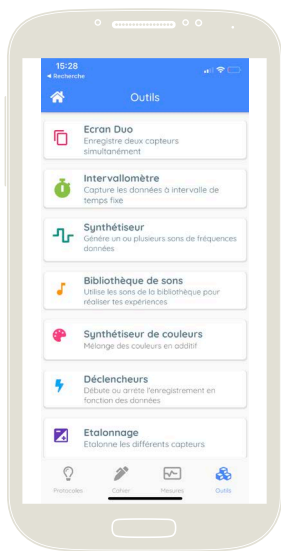 15:28
◀ Recherche
Outils
Ecran Duo
Enregistre deux capteurs
simultanément
Intervallomètre
Capture les données à intervalle de
temps fixe
Synthétiseur
Génère un ou plusieurs sons de fréquences
données
Bibliothèque de sons
Utilise les sons de la bibliothèque pour
réaliser tes expériences
Synthétiseur de couleurs
Mélange des couleurs en additif
Déclencheurs
Débute ou arrête l'enregistrement en
fonction des données
Etalonnage
Etalonne les différents capteurs
Protocoles Cahier Mesures Outils